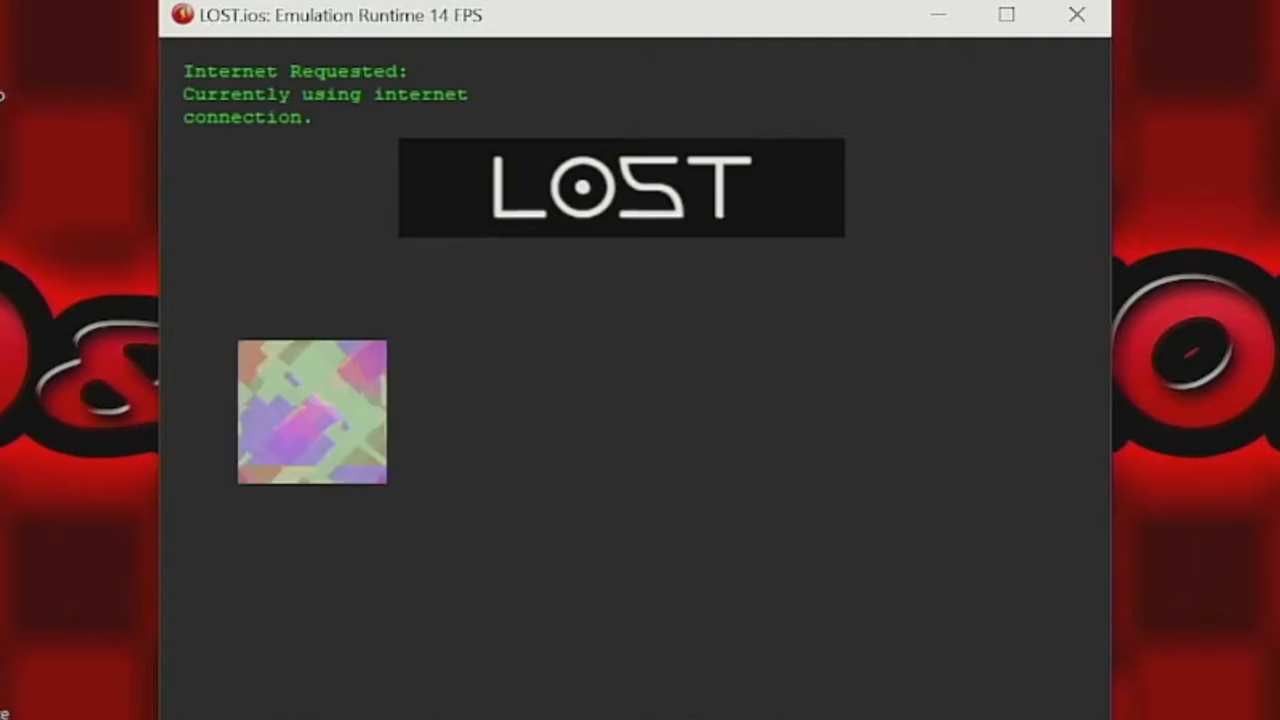 LOST.ios: Emulation Runtime 14 FPS
Internet Requested:
Currently using internet
connection.
LOST